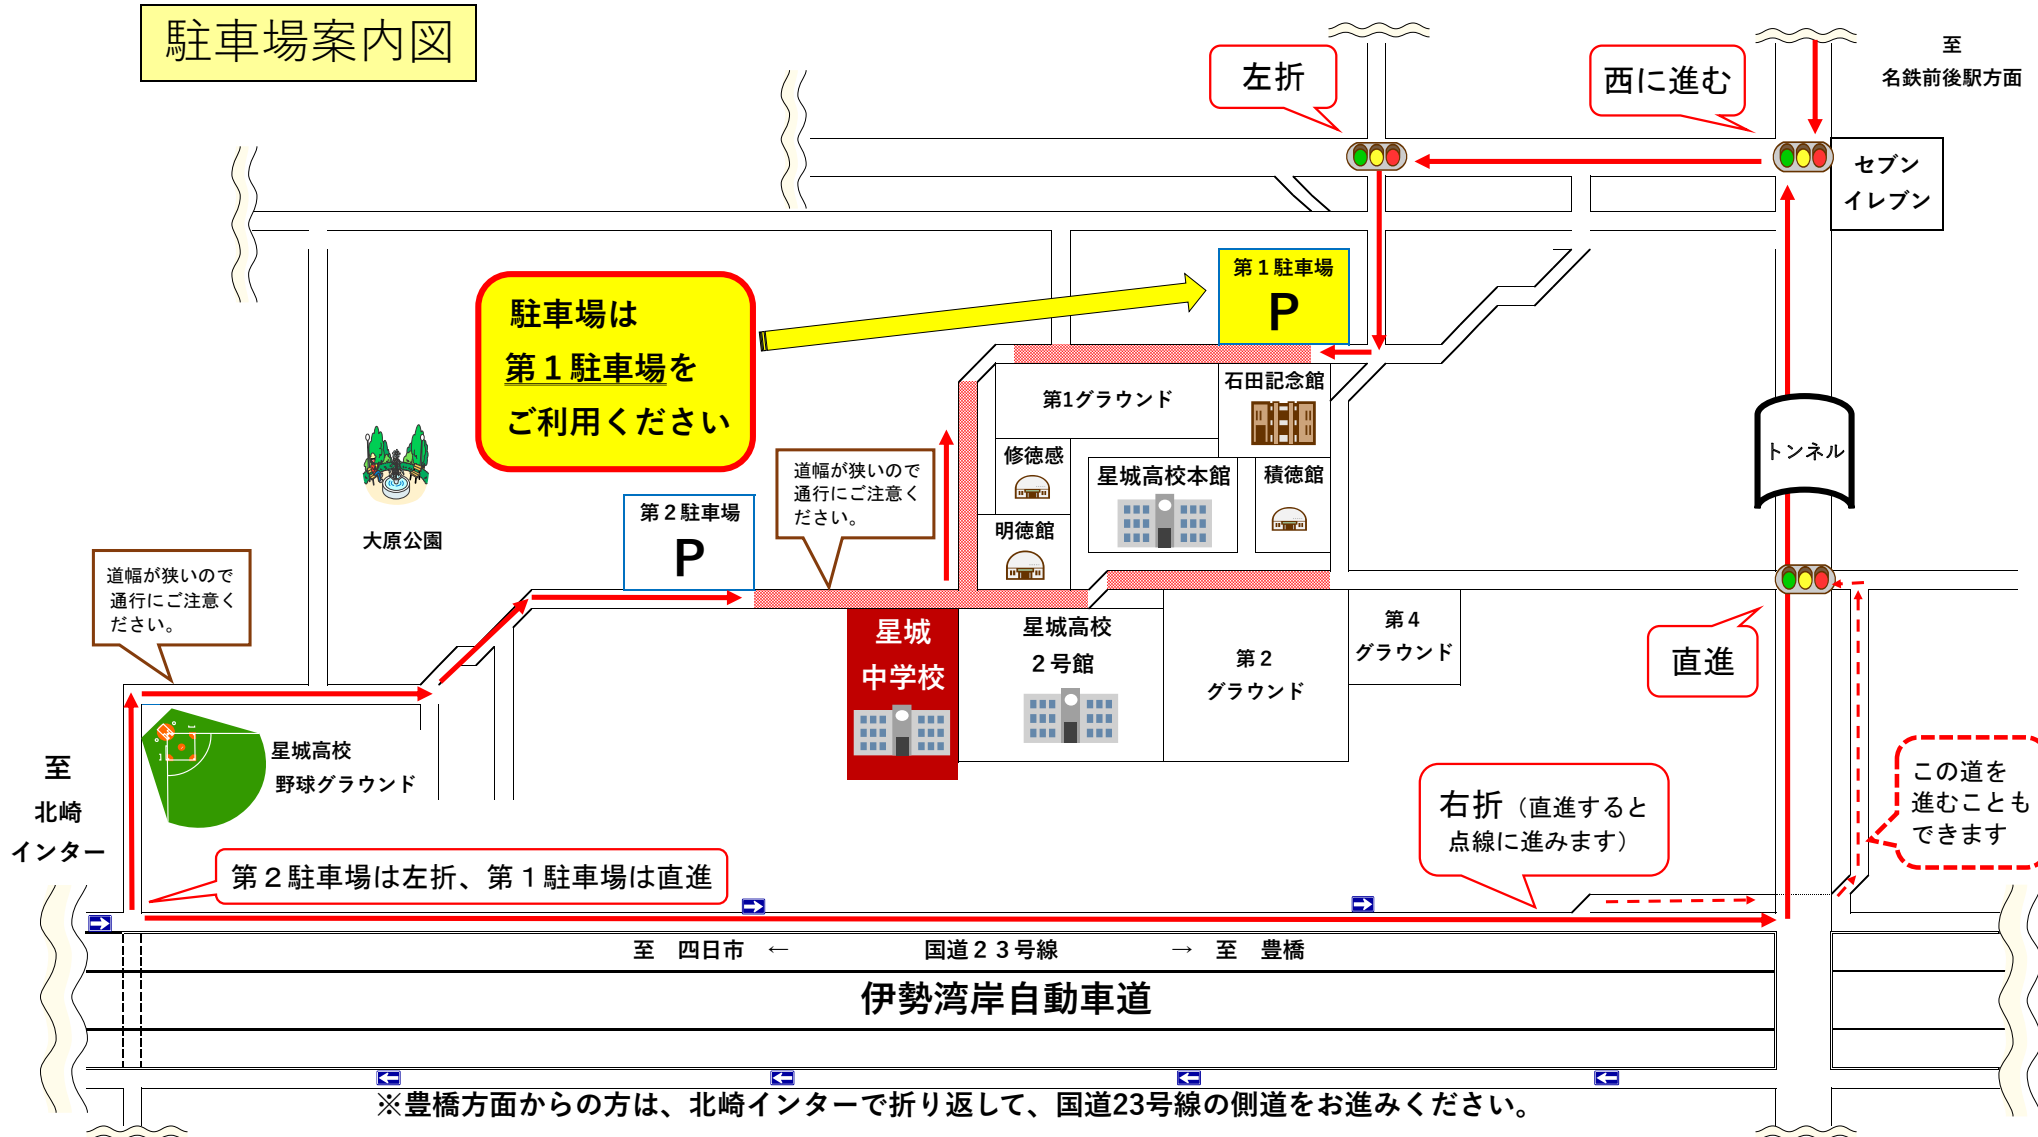 駐車場案内図
左折
西に進む
至
名鉄前後駅方面
セブン
イレブン
第１駐車場
P
駐車場は
第１駐車場を
ご利用ください
第1グラウンド
石田記念館
修徳感
星城高校本館
積徳館
明徳館
トンネル
道幅が狭いので
通行にご注意く
ださい。
第２駐車場
P
大原公園
道幅が狭いので
通行にご注意く
ださい。
星城
中学校
星城高校
２号館
第２
グラウンド
第４
グラウンド
直進
星城高校
野球グラウンド
至
北崎
インター
この道を
進むことも
できます
右折（直進すると
点線に進みます）
第２駐車場は左折、第１駐車場は直進
至　四日市　←　国道２３号線　→　至　豊橋
伊勢湾岸自動車道
※豊橋方面からの方は、北崎インターで折り返して、国道23号線の側道をお進みください。